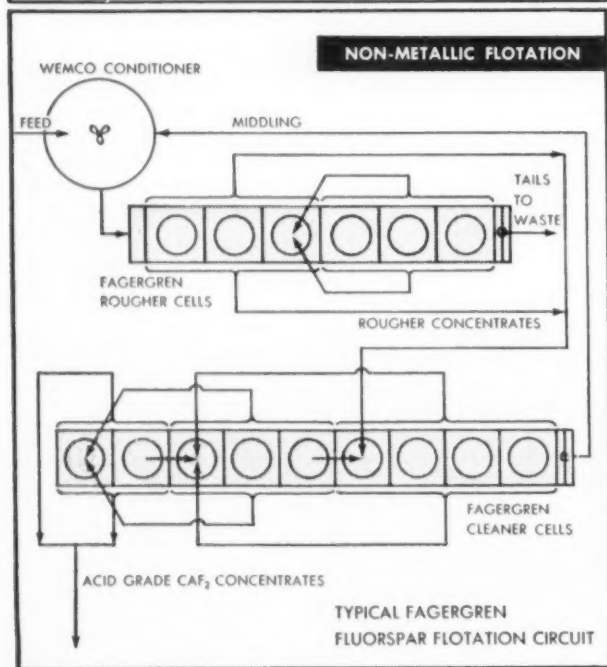 NON-METALLIC FLOTATION
WEMCO CONDITIONER
FEED
MIDDLING
TAILS
TO
WASTE
FAGERGREN
ROUGHER CELLS
ROUGHER CONCENTRATES
FAGERGREN
CLEANER CELLS
ACID GRADE CAF₂ CONCENTRATES
TYPICAL FAGERGREN
FLUORSPAR FLOTATION CIRCUIT